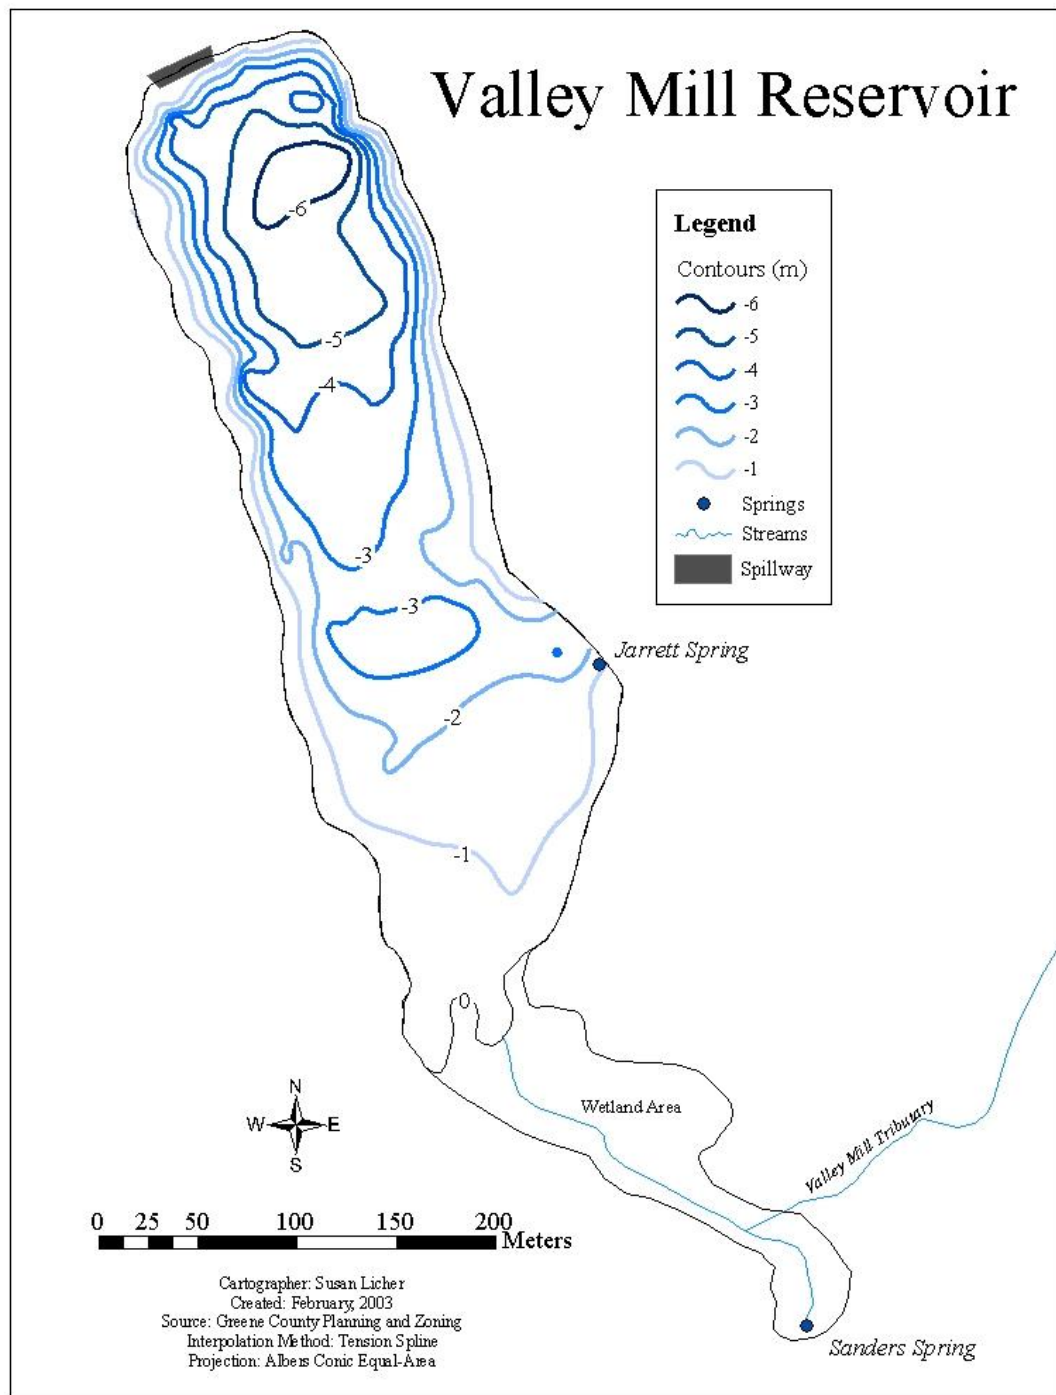 Valley Mill Reservoir
-6
-5
-4
-3
-3
-2
-1
0
Legend
Contours (m)
-6
-5
-4
-3
-2
-1
Springs
Streams
Spillway
Jarrett Spring
Wetland Area
Valley Mill Tributary
Sanders Spring
N
W E
S
0 25 50 100 150 200
Meters
Cartographer: Susan Licher
Created: February, 2003
Source: Greene County Planning and Zoning
Interpolation Method: Tension Spline
Projection: Albers Conic Equal-Area